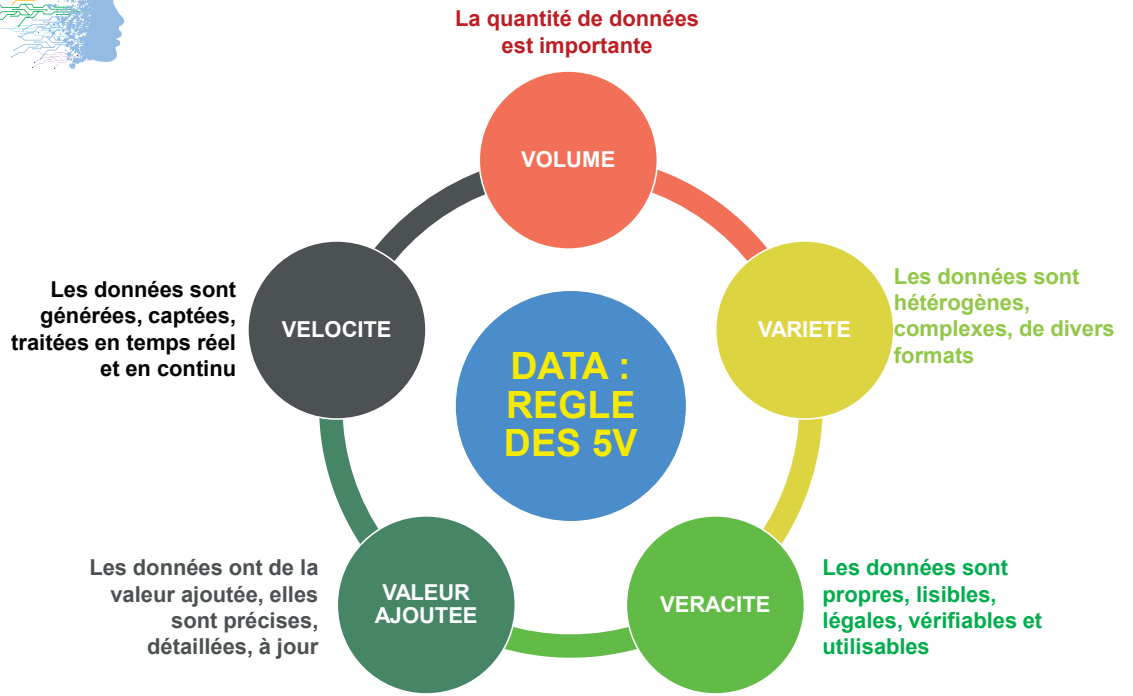 La quantité de données
est importante
VOLUME
Les données sont
hétérogènes,
complexes, de divers
formats
VARIETE
Les données sont
générées, captées,
traitées en temps réel
et en continu
VELOCITE
DATA :
REGLE
DES 5V
Les données ont de la
valeur ajoutée, elles
sont précises,
détaillées, à jour
VALEUR
AJOUTEE
VERACITE
Les données sont
propres, lisibles,
légales, vérifiables et
utilisables